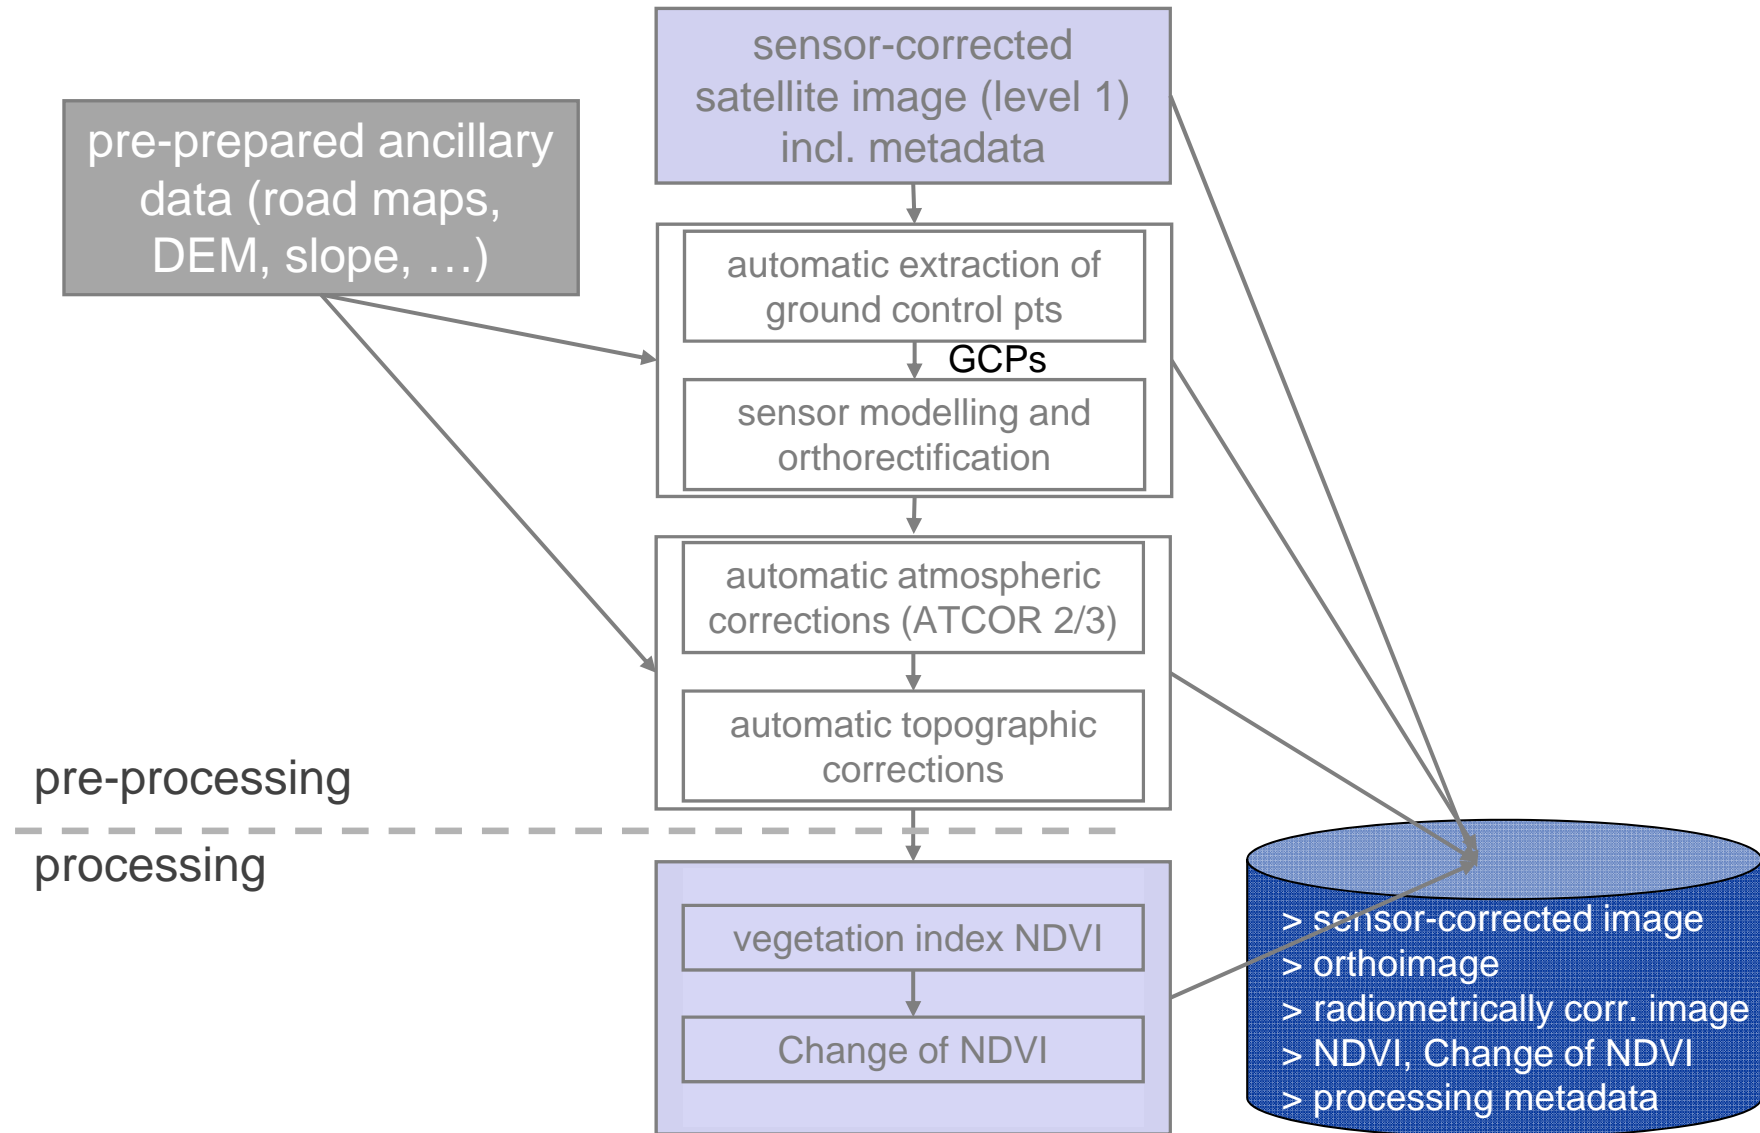 sensor-corrected
satellite image (level 1)
incl. metadata
pre-prepared ancillary
data (road maps,
DEM, slope, …)
automatic extraction of
ground control pts
GCPs
sensor modelling and
orthorectification
automatic atmospheric
corrections (ATCOR 2/3)
automatic topographic
corrections
pre-processing
processing
vegetation index NDVI
Change of NDVI
> sensor-corrected image
> orthoimage
> radiometrically corr. image
> NDVI, Change of NDVI
> processing metadata